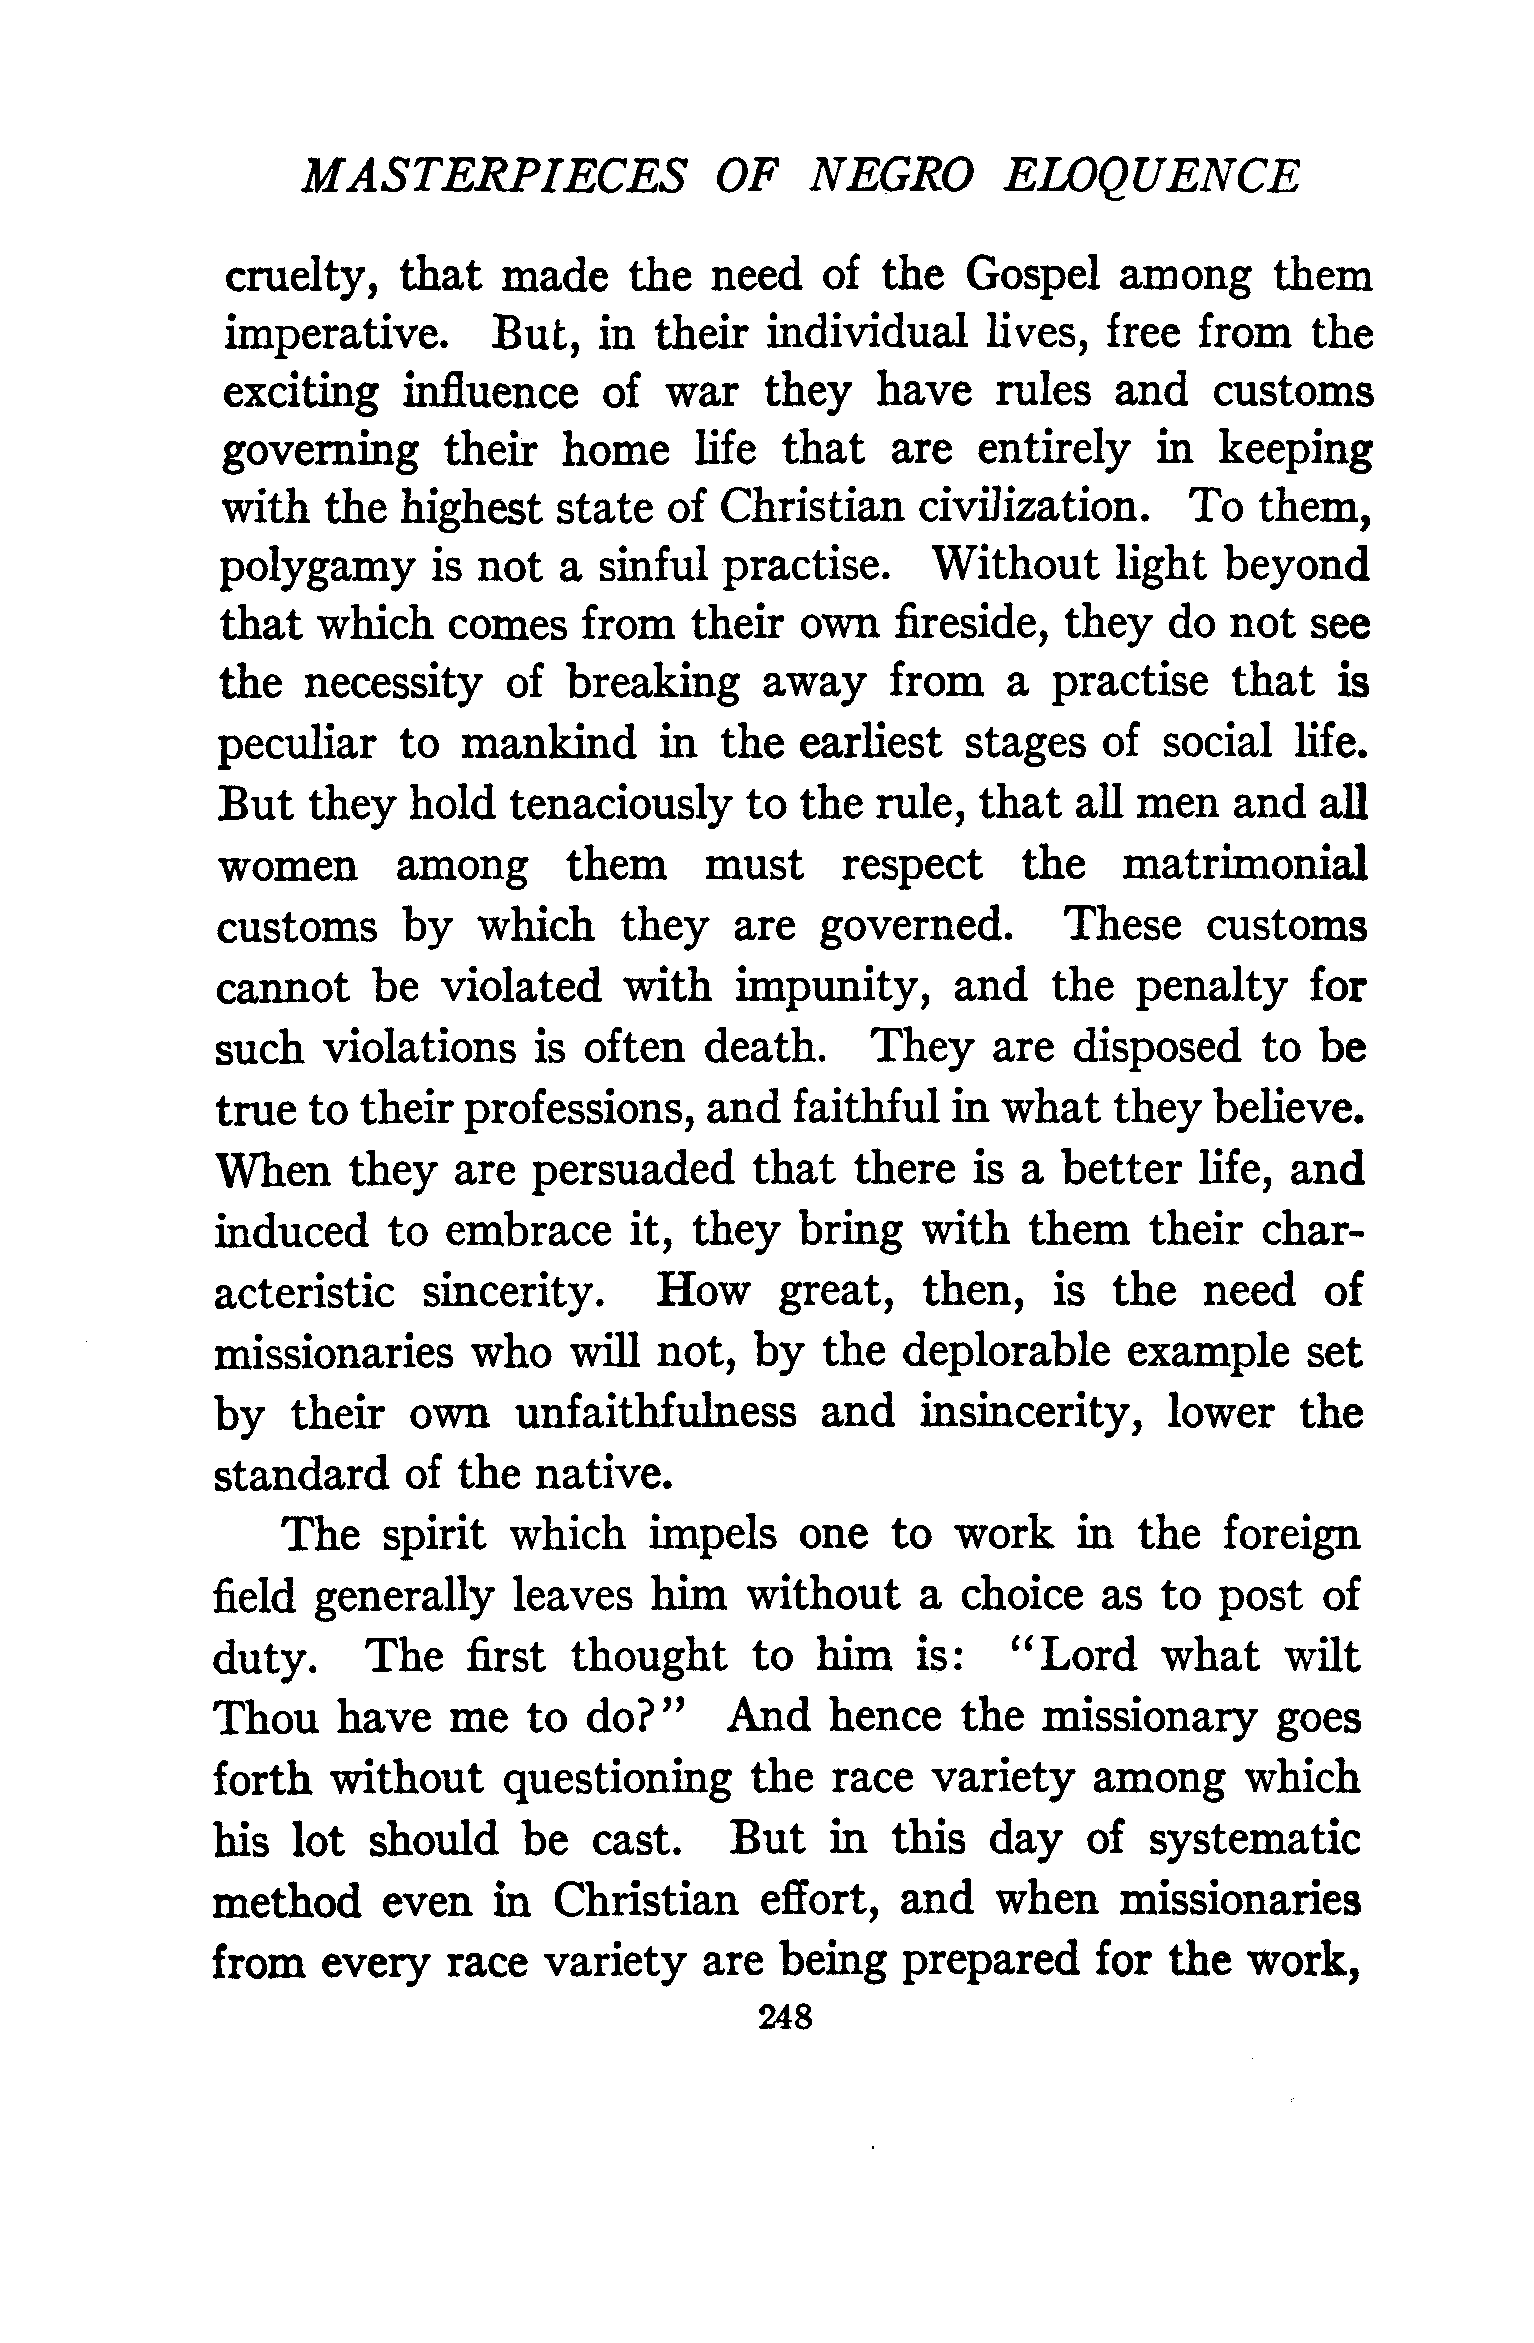 MASTERPIECES OF NEGRO ELOQUENCE
cruelty, that made the need of the Gospel among them
imperative. But, in their individual lives, free from the
exciting influence of war they have rules and customs
governing their home life that are entirely in keeping
with the highest state of Christian civilization. To them,
polygamy is not a sinful practise. Without light beyond
that which comes from their own fireside, they do not see
the necessity of breaking away from a practise that is
peculiar to mankind in the earliest stages of social life.
But they hold tenaciously to the rule, that all men and all
women among them must respect the matrimonial
customs by which they are governed. These customs
cannot be violated with impunity, and the penalty for
such violations is often death. They are disposed to be
true to their professions, and faithful in what they believe.
When they are persuaded that there is a better life, and
induced to embrace it, they bring with them their char-
acteristic sincerity. How great, then, is the need of
missionaries who will not, by the deplorable example set
by their own unfaithfulness and insincerity, lower the
standard of the native.
The spirit which impels one to work in the foreign
field generally leaves him without a choice as to post of
duty. The first thought to him is: "Lord what wilt
Thou have me to do?" And hence the missionary goes
forth without questioning the race variety among which
his lot should be cast. But in this day of systematic
method even in Christian effort, and when missionaries
from every race variety are being prepared for the work,
248